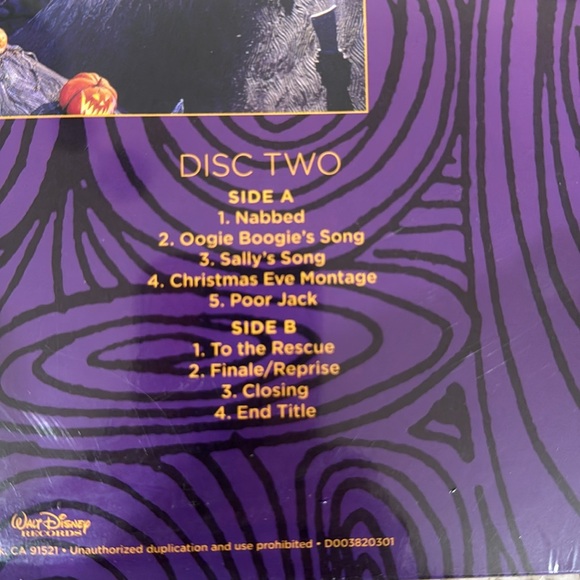 DISC TWO
SIDE A
1. Nabbed
2. Oogie Boogie's Song
3. Sally's Song
4. Christmas Eve Montage
5. Poor Jack
SIDE B
1. To the Rescue
2. Finale/Reprise
3. Closing
4. End Title
WALT DISNEY
RECORDS
CA 91521 • Unauthorized duplication and use prohibited • D003820301